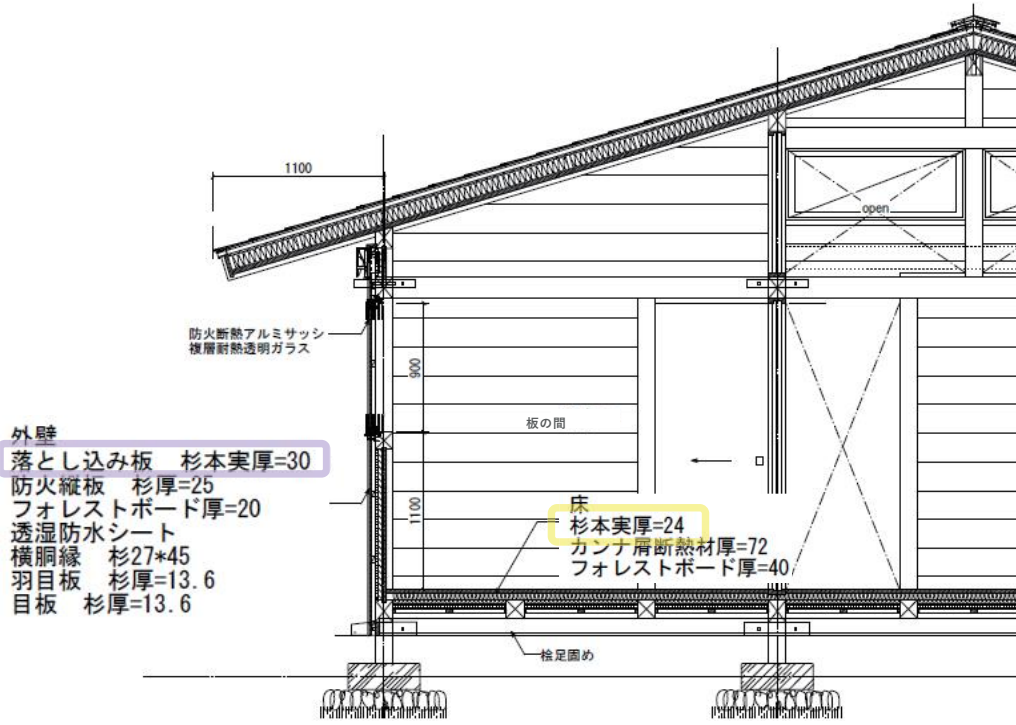 1100
open
防火断熱アルミサッシ
複層耐熱透明ガラス
900
板の間
外壁
落とし込み板　杉本実厚=30
防火縦板　杉厚=25
フォレストボード厚=20
透湿防水シート
横胴縁　杉27*45
羽目板　杉厚=13.6
目板　杉厚=13.6
1100
床
杉本実厚=24
カンナ屑断熱材厚=72
フォレストボード厚=40
桧足固め